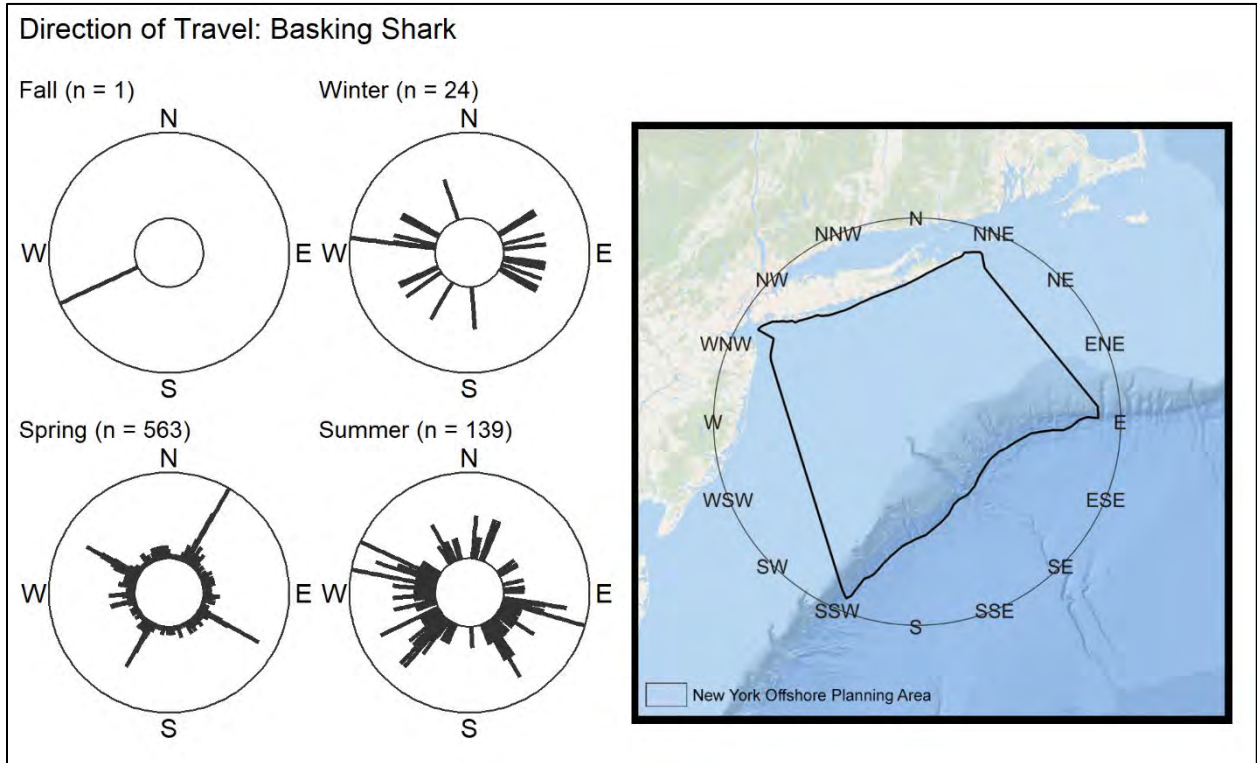 Direction of Travel: Basking Shark
Fall (n = 1)
N
W
E
S
Winter (n = 24)
N
W
E
S
Spring (n = 563)
N
W
E
S
Summer (n = 139)
N
W
E
S
N
NNW
NNE
NW
NE
WNW
ENE
W
E
WSW
ESE
SW
SE
SSW
SSE
S
New York Offshore Planning Area